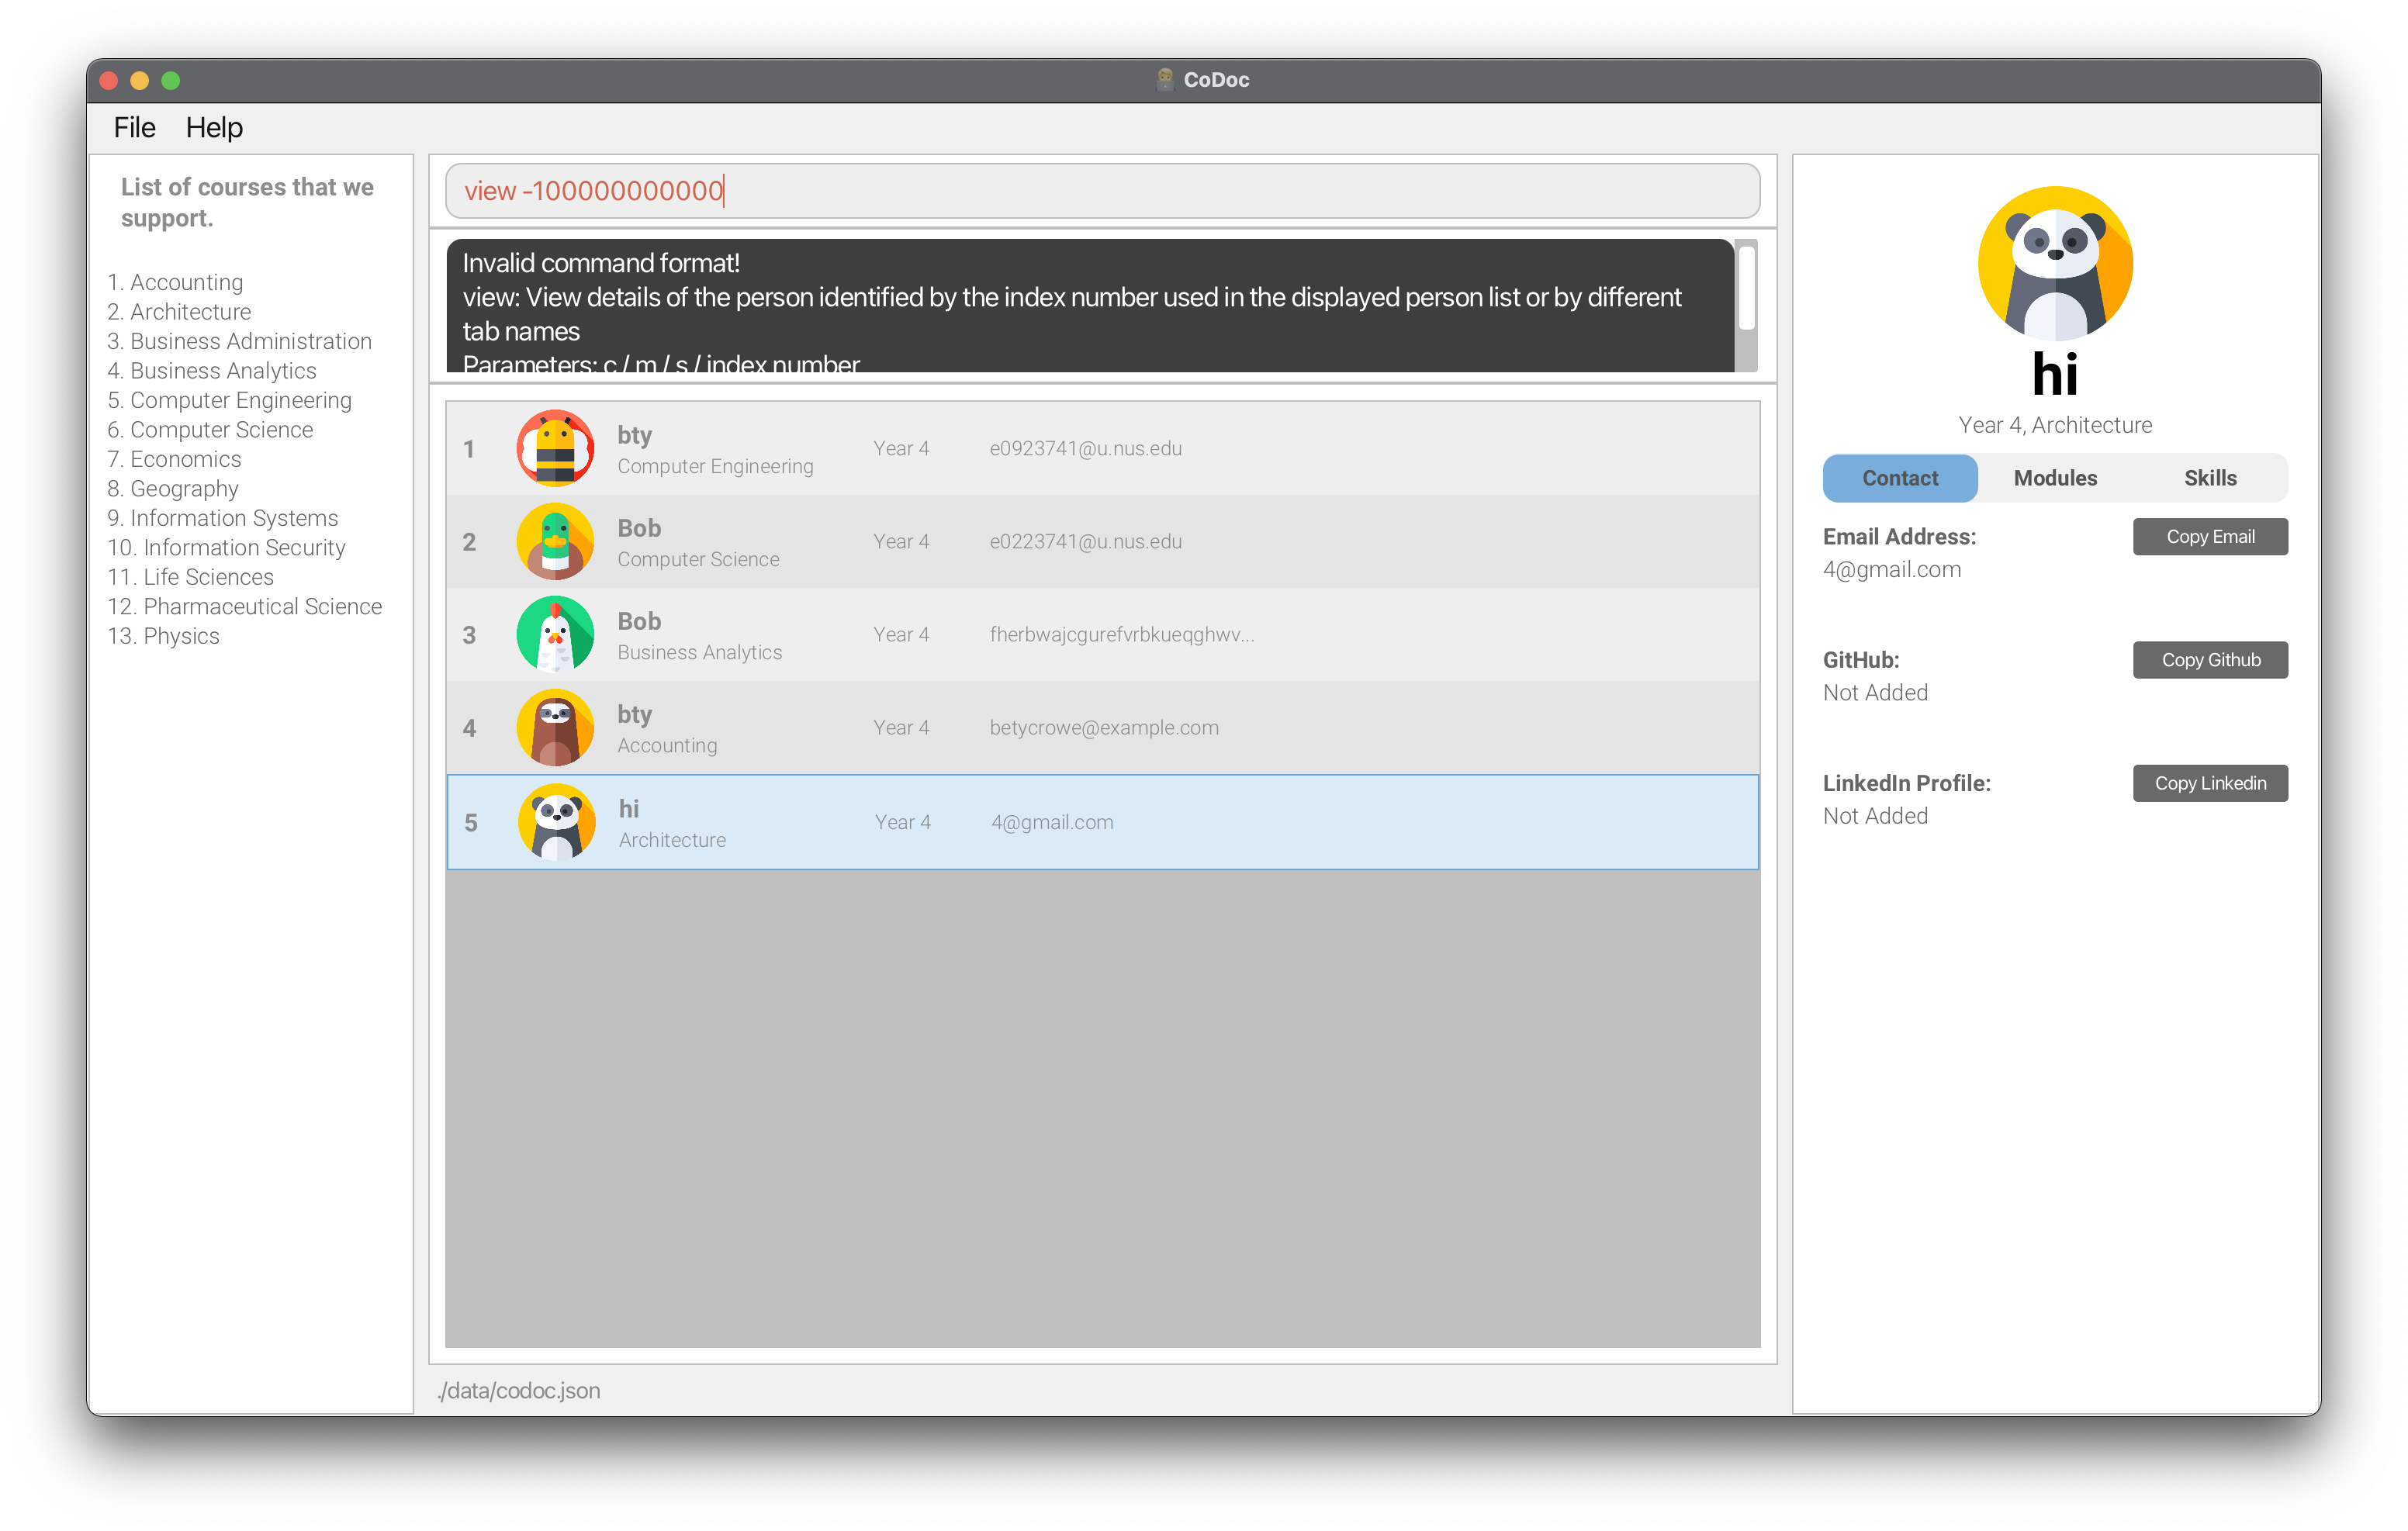 CoDoc
File Help
List of courses that we
support.
1. Accounting
2. Architecture
3. Business Administration
4. Business Analytics
5. Computer Engineering
6. Computer Science
7. Economics
8. Geography
9. Information Systems
10. Information Security
11. Life Sciences
12. Pharmaceutical Science
13. Physics
view -100000000000
Invalid command format!
view: View details of the person identified by the index number used in the displayed person list or by different
tab names
Parameters: c / m / s / index number
1 bty Year 4 e0923741@u.nus.edu
Computer Engineering
2 Bob Year 4 e0223741@u.nus.edu
Computer Science
3 Bob Year 4 fherbwajcgurefvrbkueqghwv...
Business Analytics
4 bty Year 4 betycrowe@example.com
Accounting
5 hi Year 4 4@gmail.com
Architecture
./data/codoc.json
hi
Year 4, Architecture
Contact Modules Skills
Email Address: Copy Email
4@gmail.com
GitHub: Copy Github
Not Added
LinkedIn Profile: Copy Linkedin
Not Added